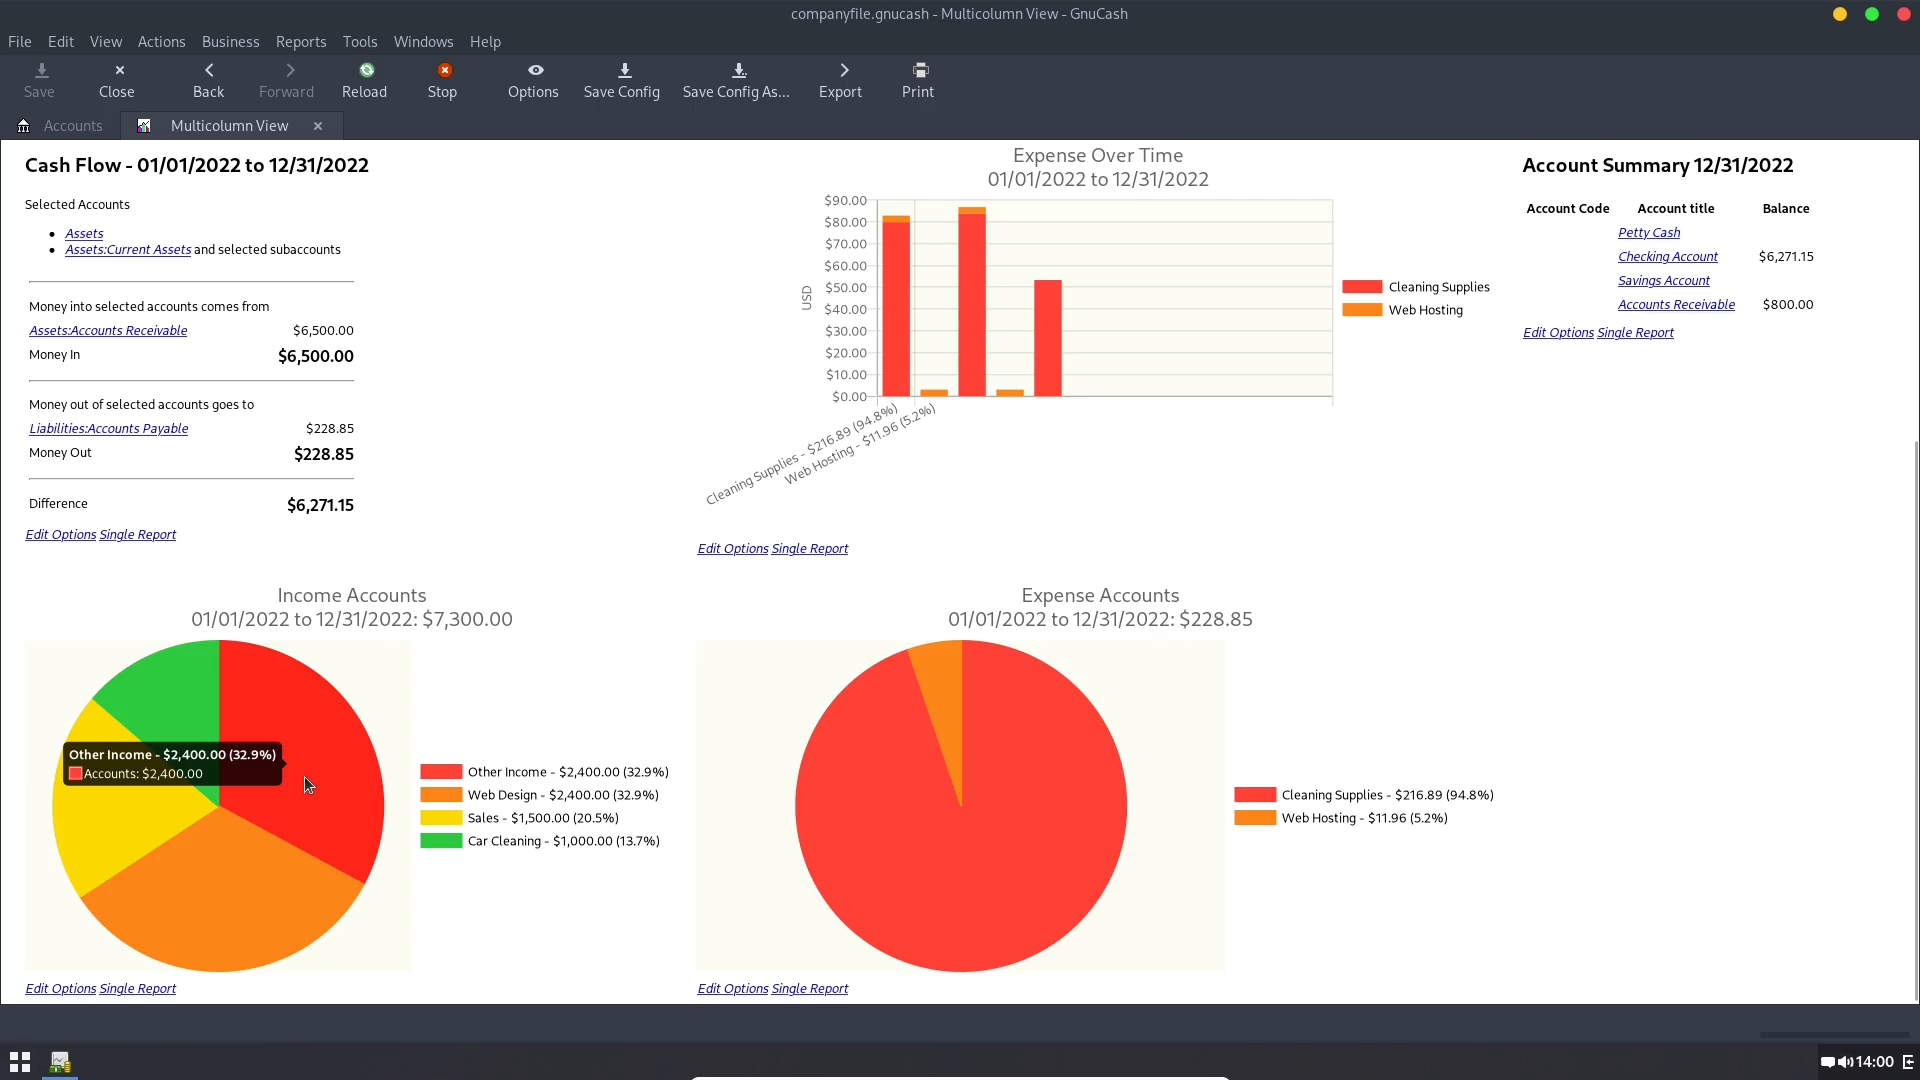 companyfile.gnucash - Multicolumn View - GnuCash
File Edit View Actions Business Reports Tools Windows Help
Save Close Back Forward Reload Stop Options Save Config Save Config As... Export Print
Accounts Multicolumn View
Cash Flow - 01/01/2022 to 12/31/2022
Selected Accounts
Assets
Assets:Current Assets and selected subaccounts
Money into selected accounts comes from
Assets:Accounts Receivable $6,500.00
Money In $6,500.00
Money out of selected accounts goes to
Liabilities:Accounts Payable $228.85
Money Out $228.85
Difference $6,271.15
Edit Options Single Report
Expense Over Time
01/01/2022 to 12/31/2022
$90.00
$80.00
$70.00
$60.00
$50.00
$40.00
$30.00
$20.00
$10.00
$0.00
USD
Cleaning Supplies - $216.89 (94.8%)
Web Hosting - $11.96 (5.2%)
Cleaning Supplies
Web Hosting
Edit Options Single Report
Account Summary 12/31/2022
Account Code Account title Balance
Petty Cash
Checking Account $6,271.15
Savings Account
Accounts Receivable $800.00
Edit Options Single Report
Income Accounts
01/01/2022 to 12/31/2022: $7,300.00
Other Income - $2,400.00 (32.9%)
Accounts: $2,400.00
Other Income - $2,400.00 (32.9%)
Web Design - $2,400.00 (32.9%)
Sales - $1,500.00 (20.5%)
Car Cleaning - $1,000.00 (13.7%)
Edit Options Single Report
Expense Accounts
01/01/2022 to 12/31/2022: $228.85
Cleaning Supplies - $216.89 (94.8%)
Web Hosting - $11.96 (5.2%)
Edit Options Single Report
14:00